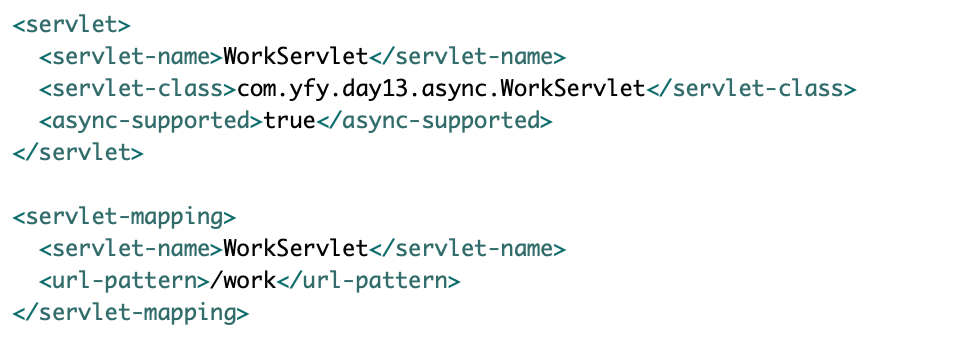 <servlet>
  <servlet-name>WorkServlet</servlet-name>
  <servlet-class>com.yfy.day13.async.WorkServlet</servlet-class>
  <async-supported>true</async-supported>
</servlet>

<servlet-mapping>
  <servlet-name>WorkServlet</servlet-name>
  <url-pattern>/work</url-pattern>
</servlet-mapping>